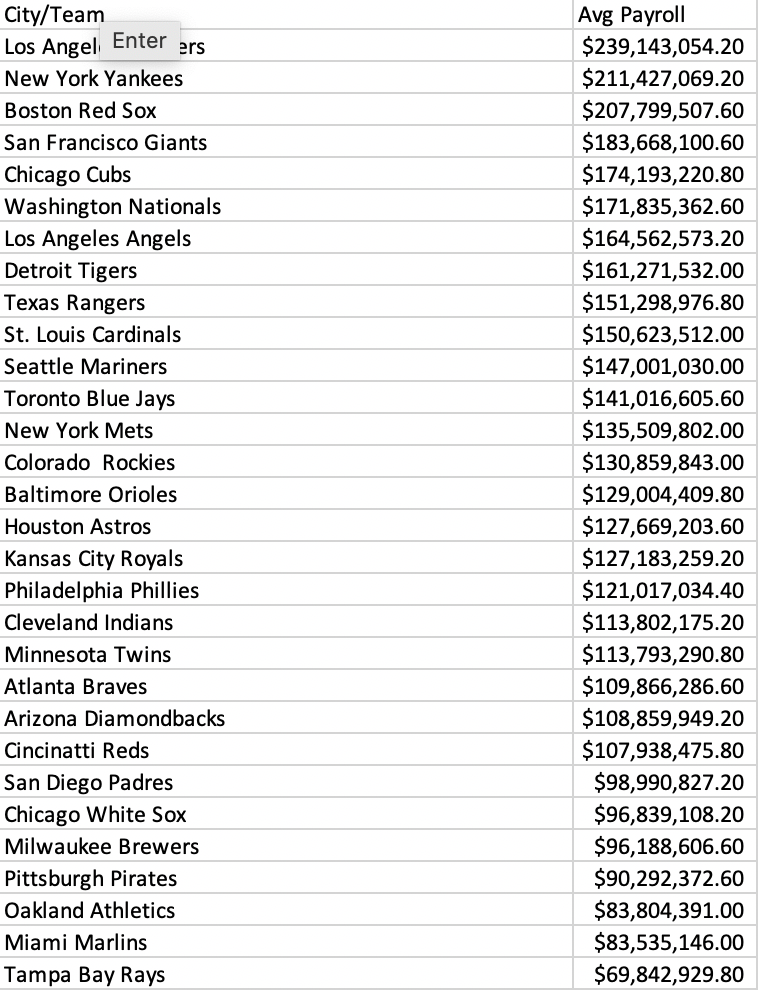 City/Team Avg Payroll
Enter
Los Angel ers $239,143,054.20
New York Yankees $211,427,069.20
Boston Red Sox $207,799,507.60
San Francisco Giants $183,668,100.60
Chicago Cubs $174,193,220.80
Washington Nationals $171,835,362.60
Los Angeles Angels $164,562,573.20
Detroit Tigers $161,271,532.00
Texas Rangers $151,298,976.80
St. Louis Cardinals $150,623,512.00
Seattle Mariners $147,001,030.00
Toronto Blue Jays $141,016,605.60
New York Mets $135,509,802.00
Colorado  Rockies $130,859,843.00
Baltimore Orioles $129,004,409.80
Houston Astros $127,669,203.60
Kansas City Royals $127,183,259.20
Philadelphia Phillies $121,017,034.40
Cleveland Indians $113,802,175.20
Minnesota Twins $113,793,290.80
Atlanta Braves $109,866,286.60
Arizona Diamondbacks $108,859,949.20
Cincinatti Reds $107,938,475.80
San Diego Padres $98,990,827.20
Chicago White Sox $96,839,108.20
Milwaukee Brewers $96,188,606.60
Pittsburgh Pirates $90,292,372.60
Oakland Athletics $83,804,391.00
Miami Marlins $83,535,146.00
Tampa Bay Rays $69,842,929.80